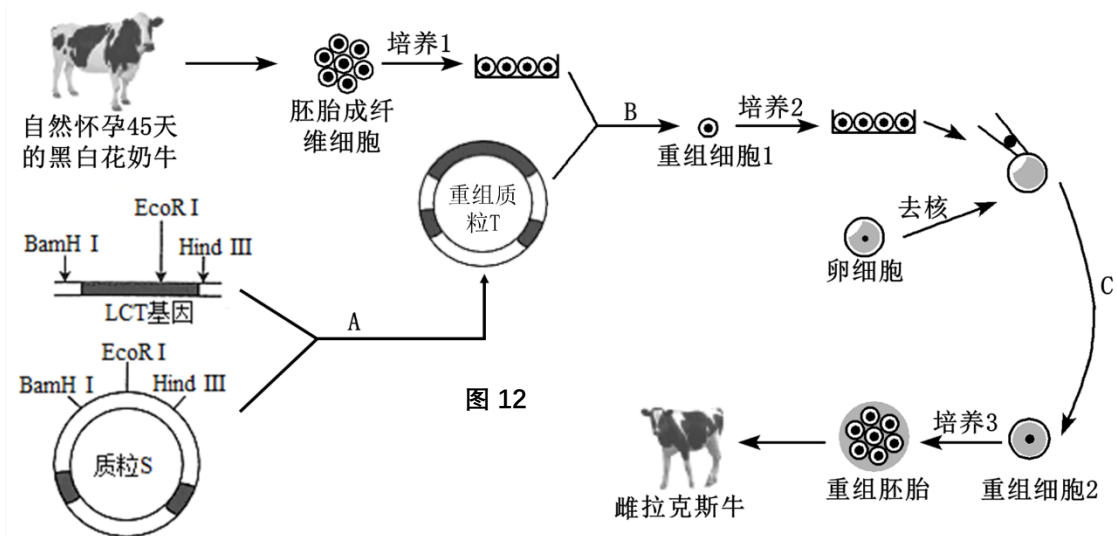 培养1
B
培养2
自然怀孕45天
的黑白花奶牛
胚胎成纤
维细胞
重组细胞1
重组质
粒T
去核
卵细胞
EcoR I
BamH I
Hind III
LCT基因
A
C
EcoR I
BamH I
Hind III
质粒S
图 12
培养3
雌拉克斯牛
重组胚胎
重组细胞2